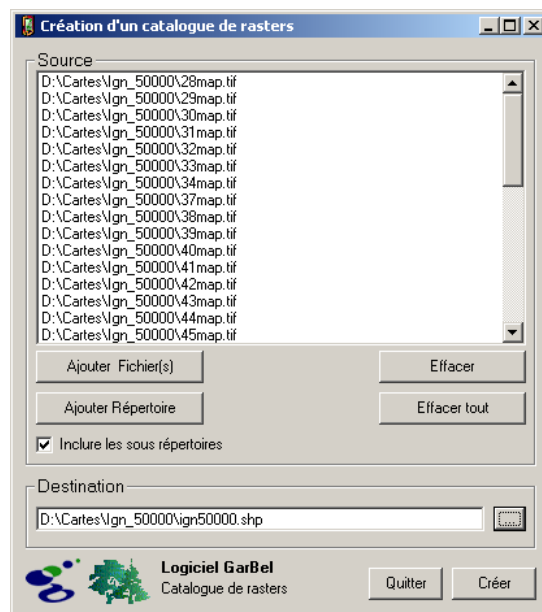 Création d'un catalogue de rasters
Source
D:\Cartes\Ign_50000\28map.tif
D:\Cartes\Ign_50000\29map.tif
D:\Cartes\Ign_50000\30map.tif
D:\Cartes\Ign_50000\31map.tif
D:\Cartes\Ign_50000\32map.tif
D:\Cartes\Ign_50000\33map.tif
D:\Cartes\Ign_50000\34map.tif
D:\Cartes\Ign_50000\37map.tif
D:\Cartes\Ign_50000\38map.tif
D:\Cartes\Ign_50000\39map.tif
D:\Cartes\Ign_50000\40map.tif
D:\Cartes\Ign_50000\41map.tif
D:\Cartes\Ign_50000\42map.tif
D:\Cartes\Ign_50000\43map.tif
D:\Cartes\Ign_50000\44map.tif
D:\Cartes\Ign_50000\45map.tif
Ajouter Fichier(s)
Effacer
Ajouter Répertoire
Effacer tout
Inclure les sous répertoires
Destination
D:\Cartes\Ign_50000\ign50000.shp
...
Logiciel GarBel
Catalogue de rasters
Quitter
Créer